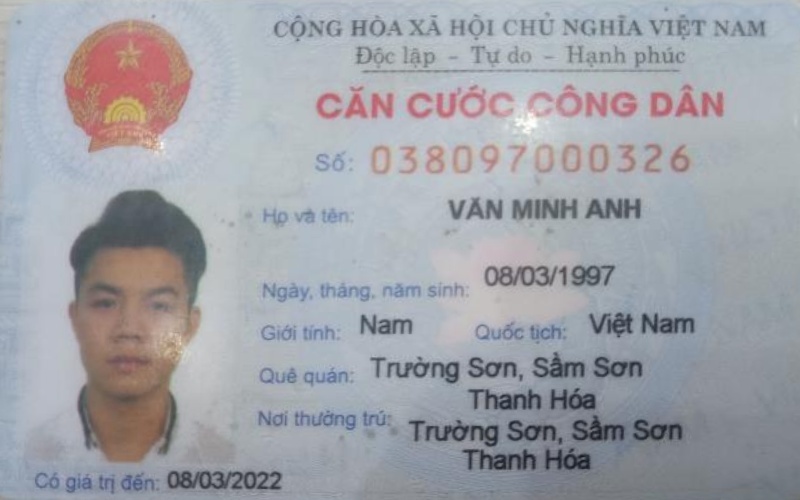 CỘNG HÒA XÃ HỘI CHỦ NGHĨA VIỆT NAM
Độc lập - Tự do - Hạnh phúc
CĂN CƯỚC CÔNG DÂN
Số: 038097000326
Họ và tên: VĂN MINH ANH
Ngày, tháng, năm sinh: 08/03/1997
Giới tính: Nam Quốc tịch: Việt Nam
Quê quán: Trường Sơn, Sầm Sơn
Thanh Hóa
Nơi thường trú: Trường Sơn, Sầm Sơn
Thanh Hóa
Có giá trị đến: 08/03/2022